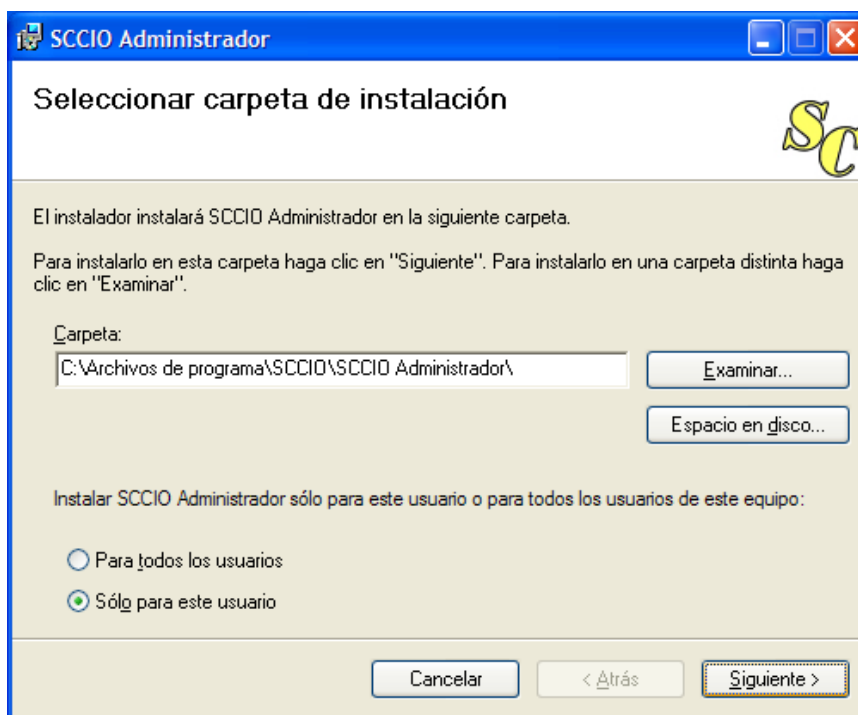 SCCIO Administrador
Seleccionar carpeta de instalación
SC
El instalador instalará SCCIO Administrador en la siguiente carpeta.
Para instalarlo en esta carpeta haga clic en "Siguiente". Para instalarlo en una carpeta distinta haga
clic en "Examinar".
Carpeta:
C:\Archivos de programa\SCCIO\SCCIO Administrador\
Examinar...
Espacio en disco...
Instalar SCCIO Administrador sólo para este usuario o para todos los usuarios de este equipo:
Para todos los usuarios
Sólo para este usuario
Cancelar
< Atrás
Siguiente >